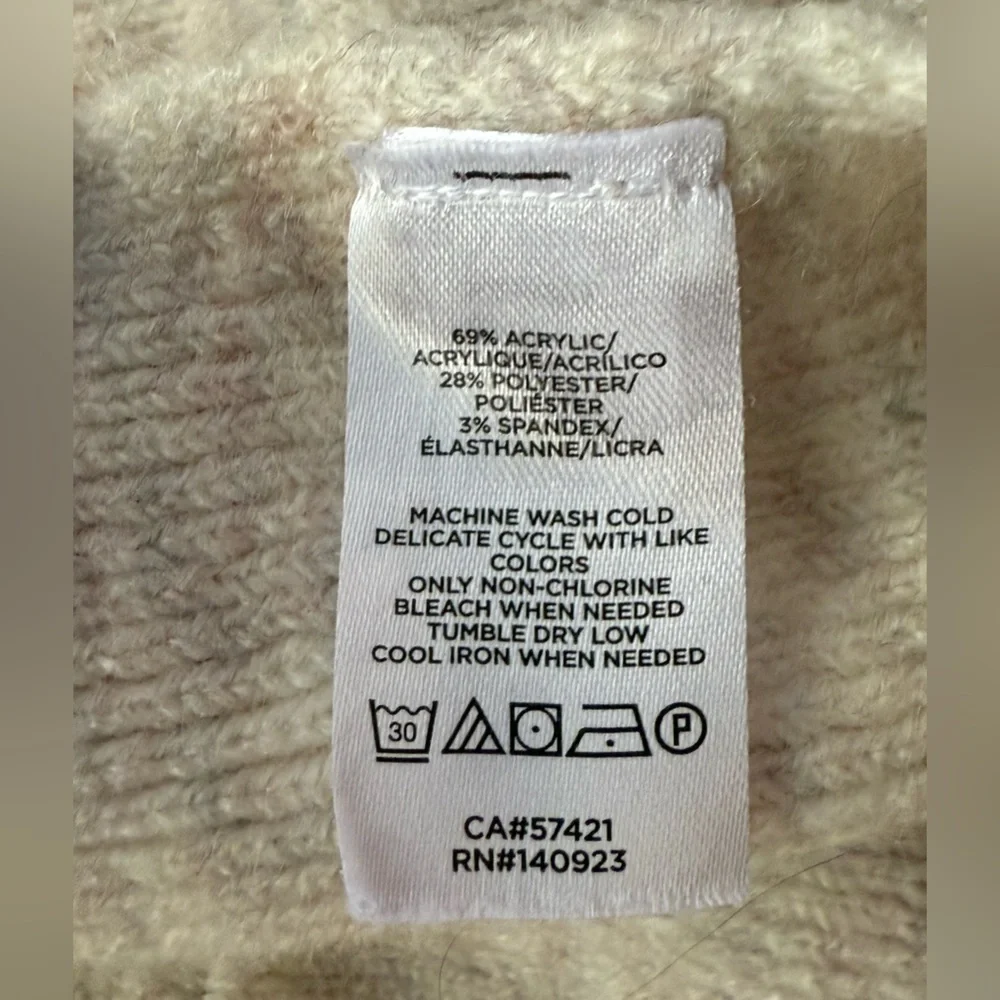 69% ACRYLIC/
ACRYLIQUE/ACRÍLICO
28% POLYESTER/
POLIÉSTER
3% SPANDEX/
ÉLASTHANNE/LICRA
MACHINE WASH COLD
DELICATE CYCLE WITH LIKE
COLORS
ONLY NON-CHLORINE
BLEACH WHEN NEEDED
TUMBLE DRY LOW
COOL IRON WHEN NEEDED
30 P
CA#57421
RN#140923